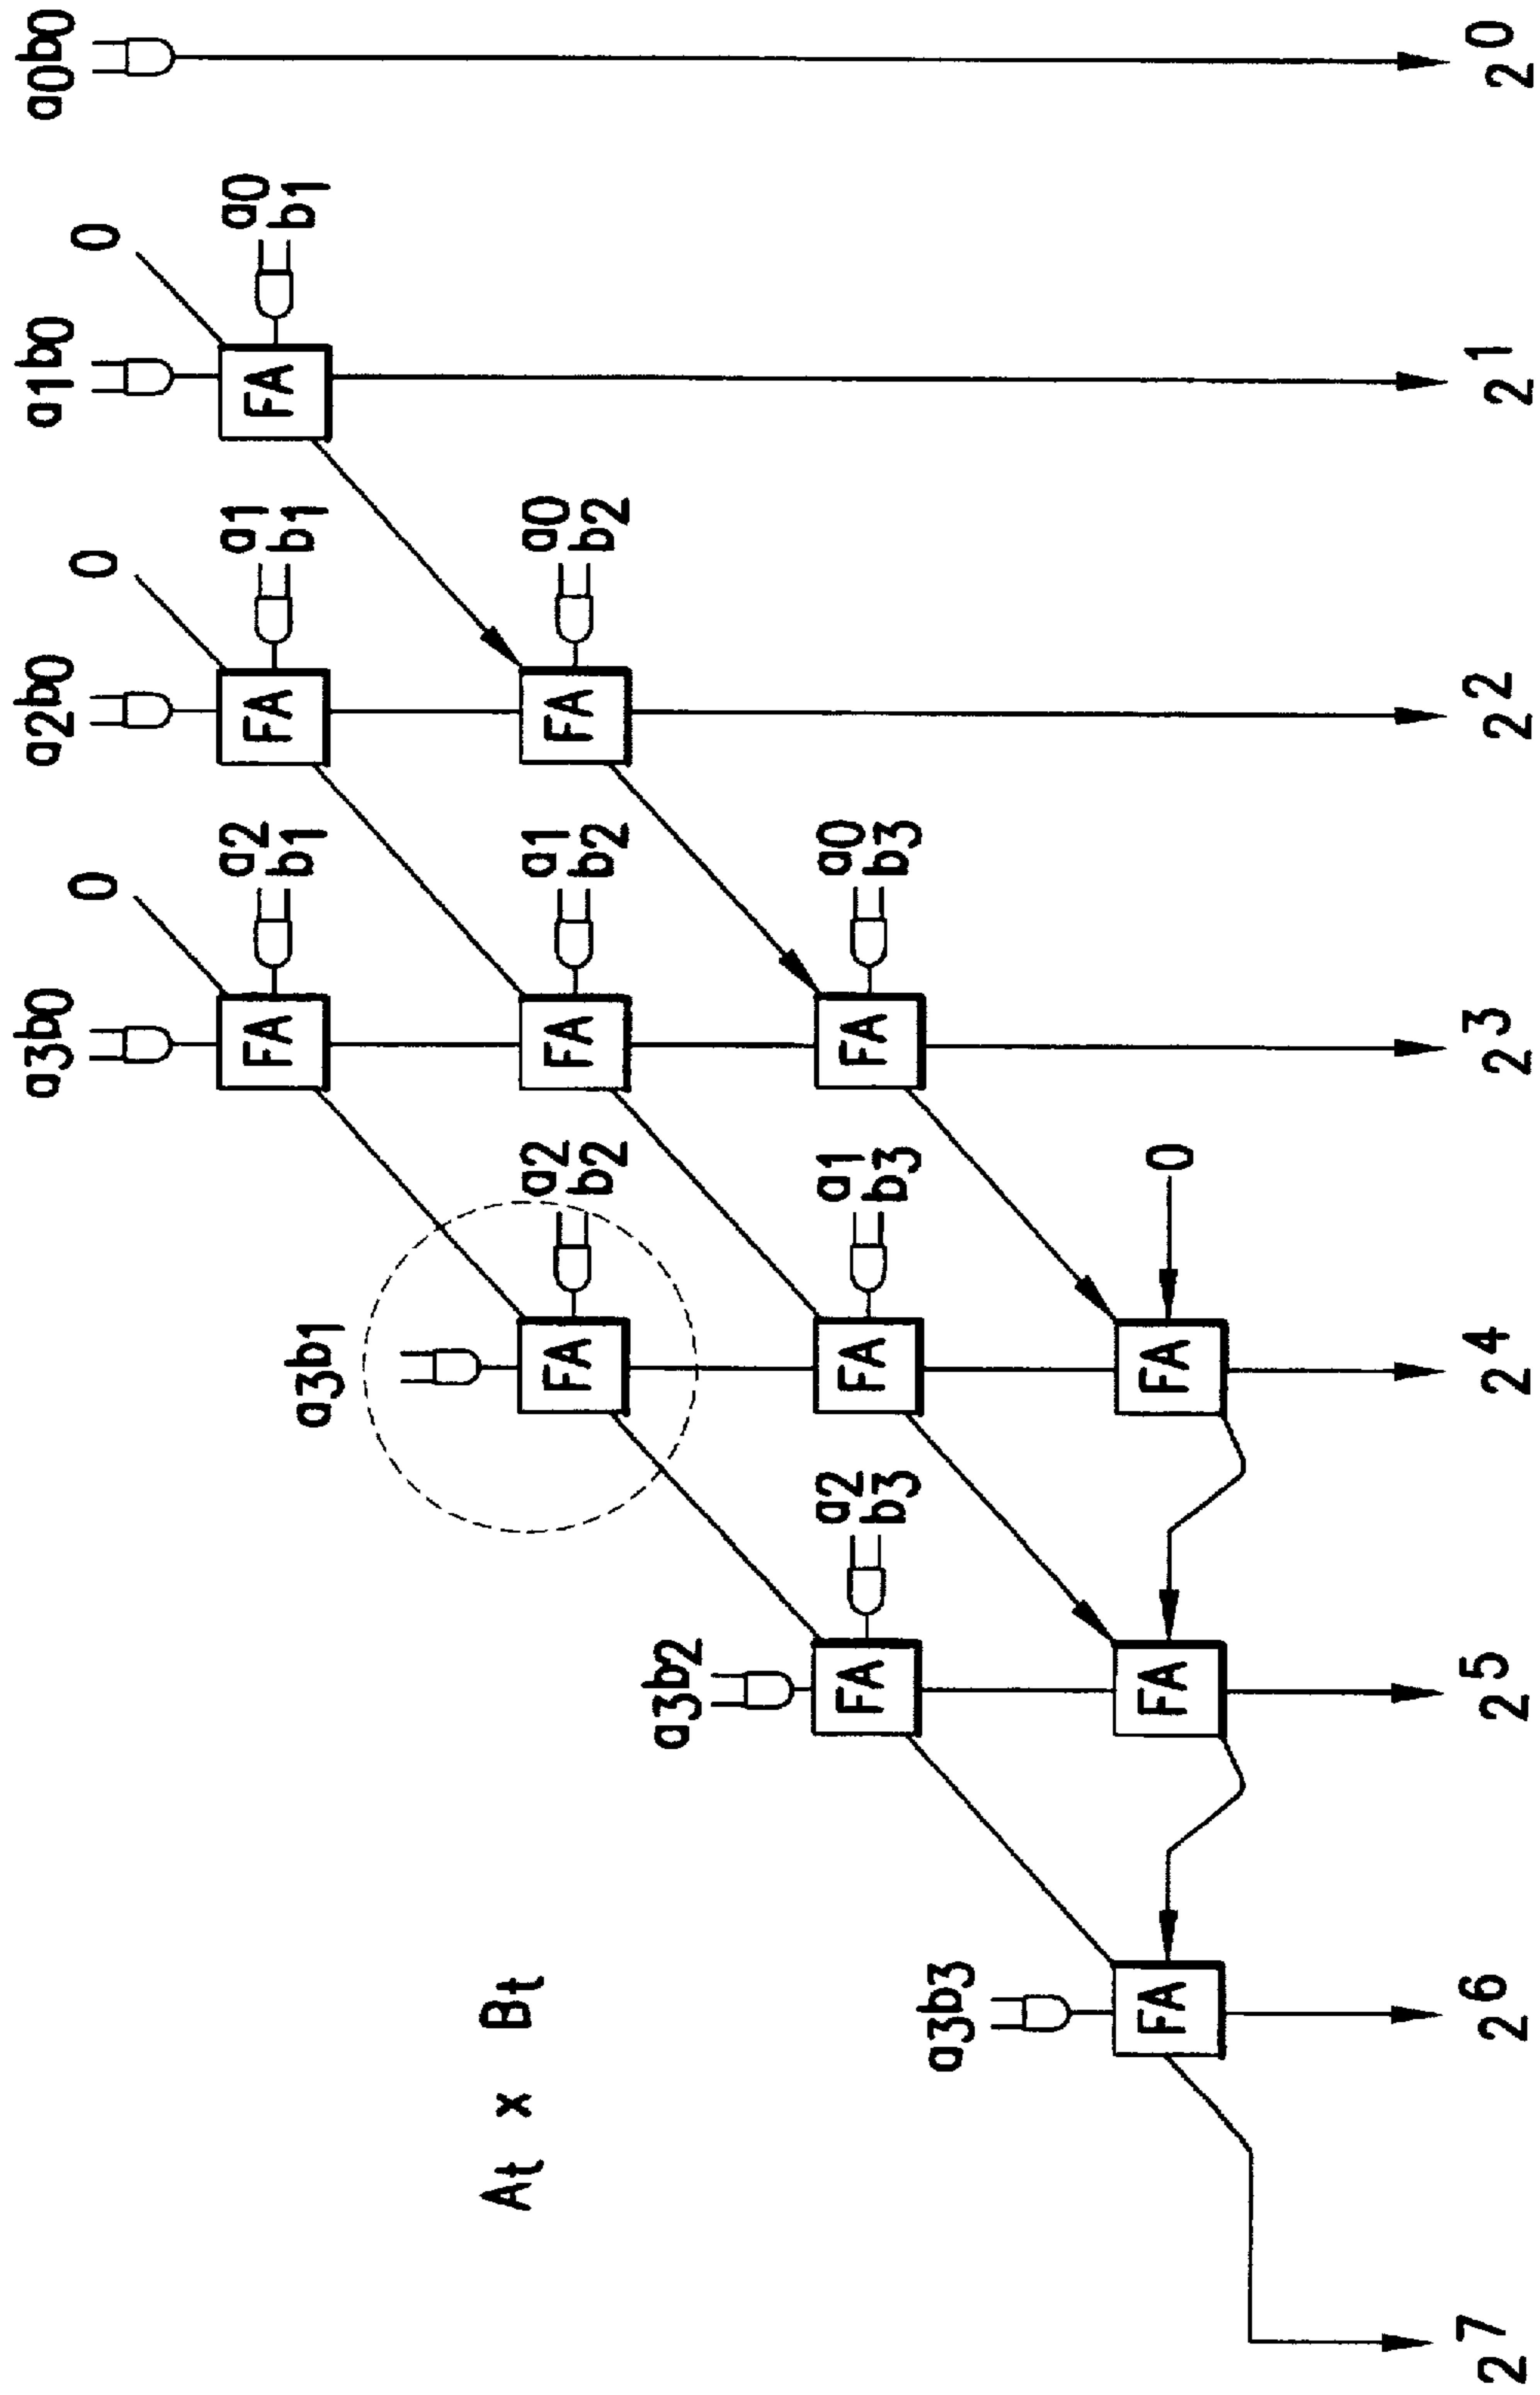 a3b0 a2b0 a1b0 a0b0
0 0 0
a2 a1 a0
b1 b1 b1
FA FA FA
a3b1
At x Bt
a2 a1 a0
b2 b2 b2
FA FA FA
a3b2
a2 a1 a0
b3 b3 b3
FA FA FA
a3b3
FA FA FA 0
2^7 2^6 2^5 2^4 2^3 2^2 2^1 2^0